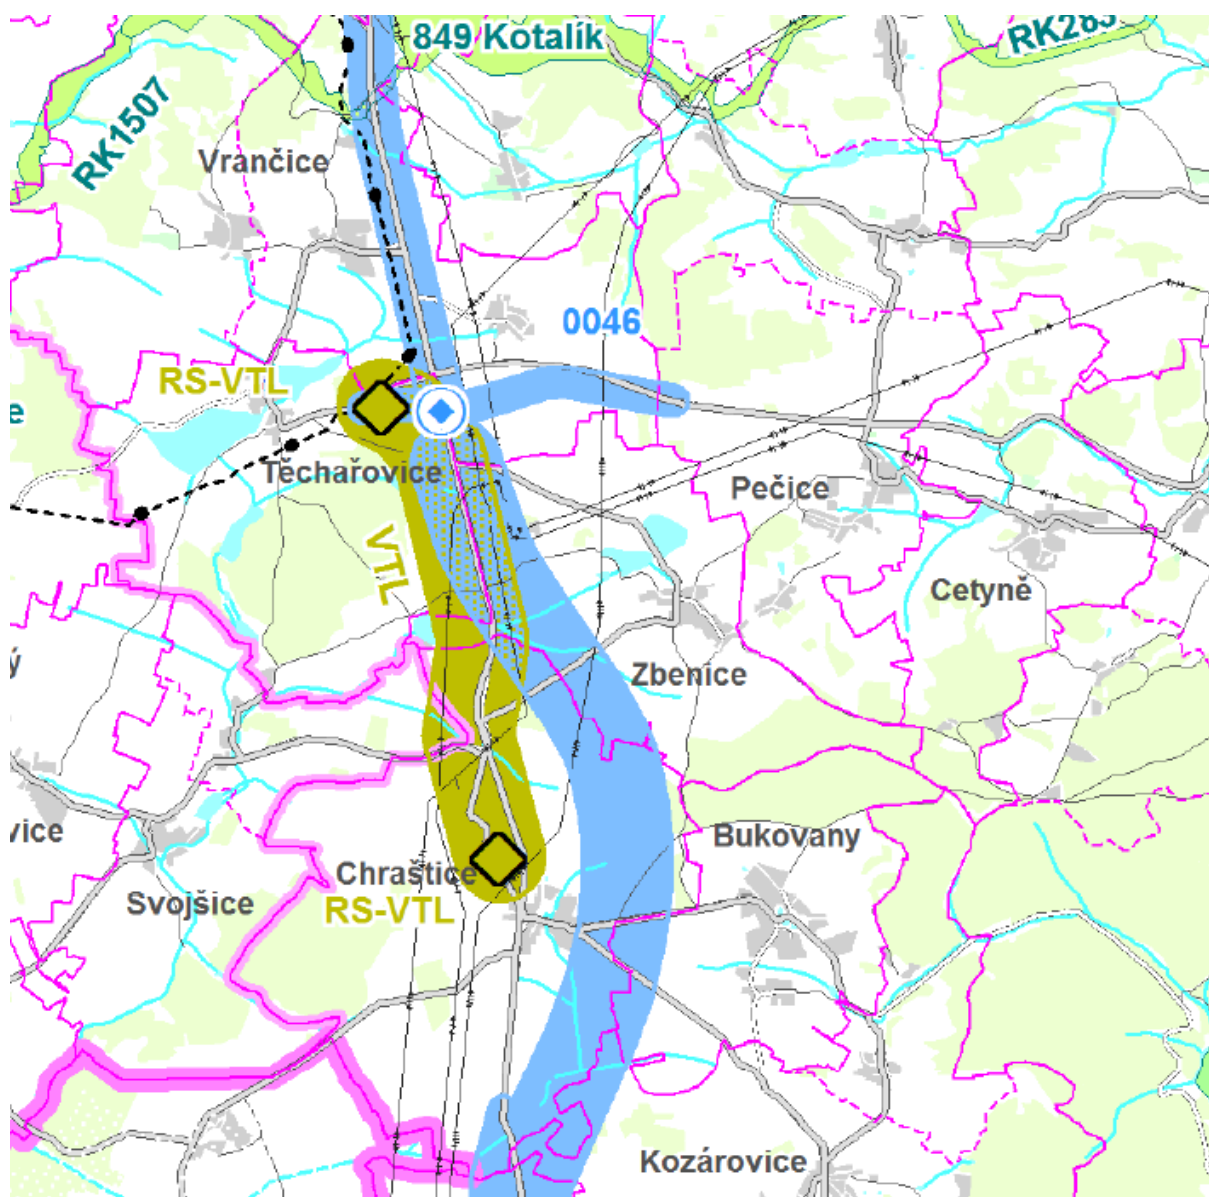 849 Kotalík
RK283
RK1507
Vrančice
0046
RS-VTL
e
Těchařovice
Pečice
VTL
Cetyně
ý
Zbenice
vice
Bukovany
Chraštice
Svojšice
RS-VTL
Kozárovice